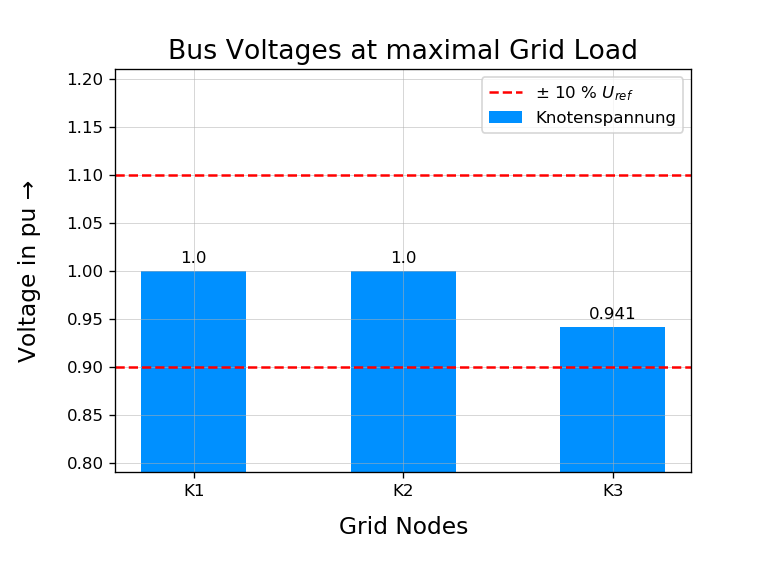 Bus Voltages at maximal Grid Load
1.20
1.15
1.10
1.05
1.00
0.95
0.90
0.85
0.80
Voltage in pu →
± 10 % U_ref
Knotenspannung
1.0
1.0
0.941
K1
K2
K3
Grid Nodes